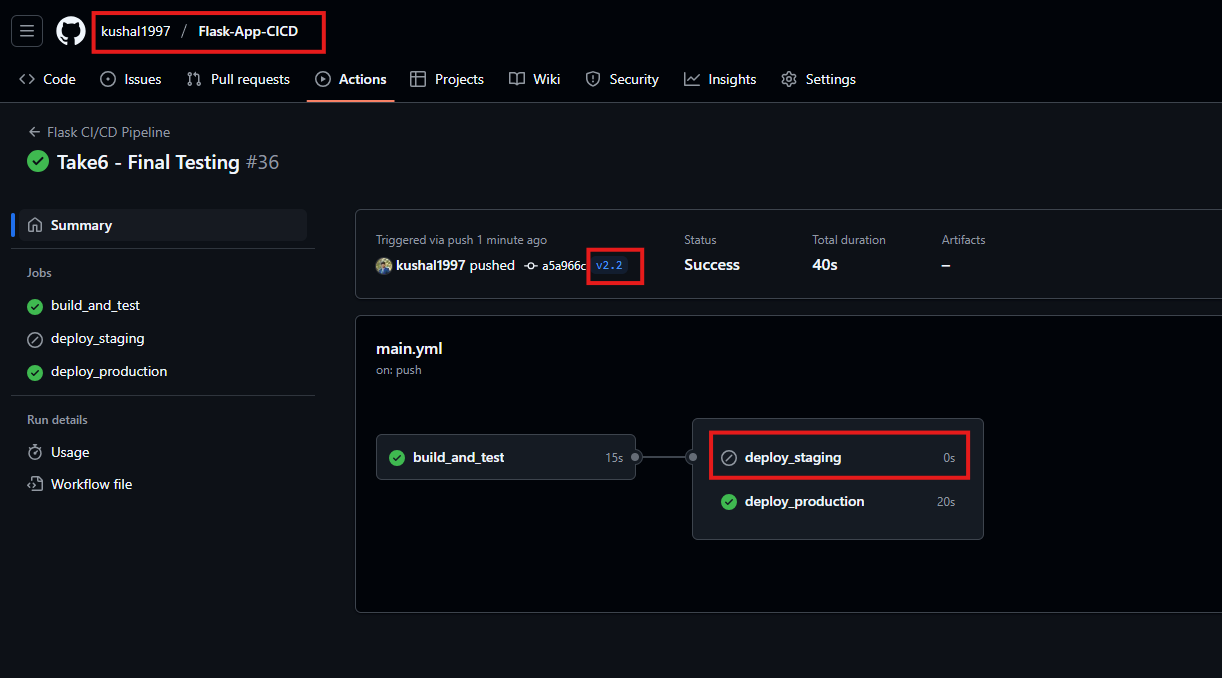 kushal1997 / Flask-App-CICD
Code Issues Pull requests Actions Projects Wiki Security Insights Settings
Flask CI/CD Pipeline
Take6 - Final Testing #36
Summary
Jobs
build_and_test
deploy_staging
deploy_production
Run details
Usage
Workflow file
Triggered via push 1 minute ago
kushal1997 pushed a5a966c v2.2
Status
Success
Total duration
40s
Artifacts
–
main.yml
on: push
build_and_test 15s
deploy_staging 0s
deploy_production 20s